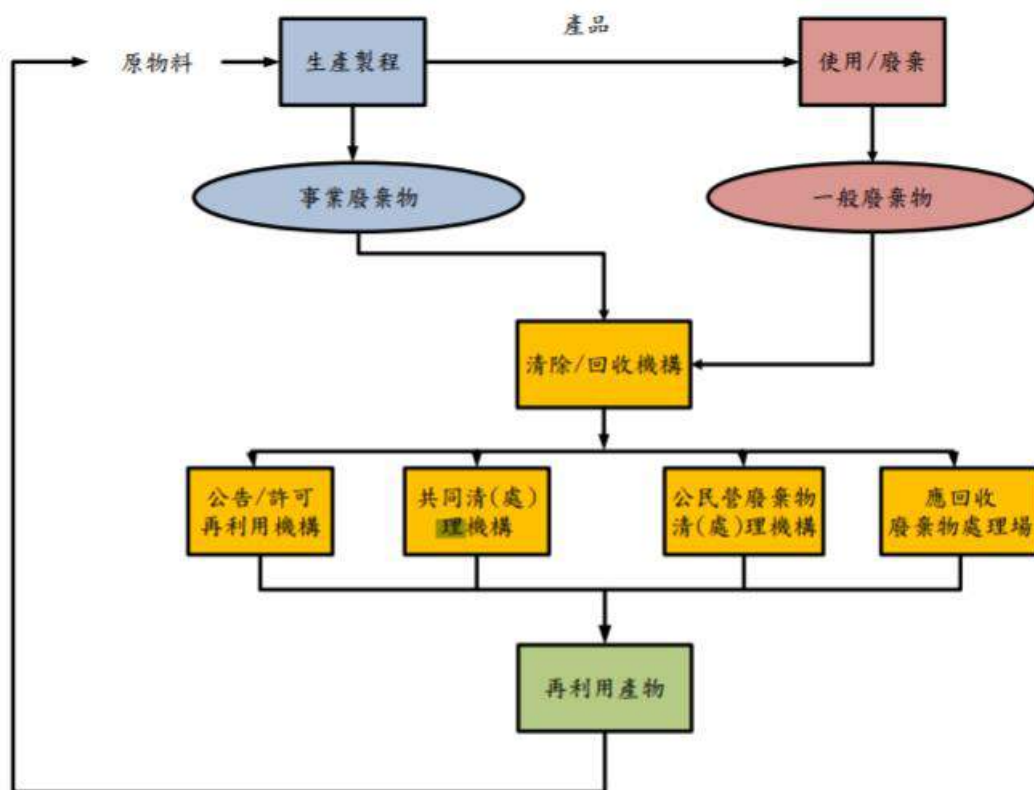 產品
原物料
生產製程
使用/廢棄
事業廢棄物
一般廢棄物
清除/回收機構
公告/許可
再利用機構
共同清(處)
理機構
公民營廢棄物
清(處)理機構
應回收
廢棄物處理場
再利用產物